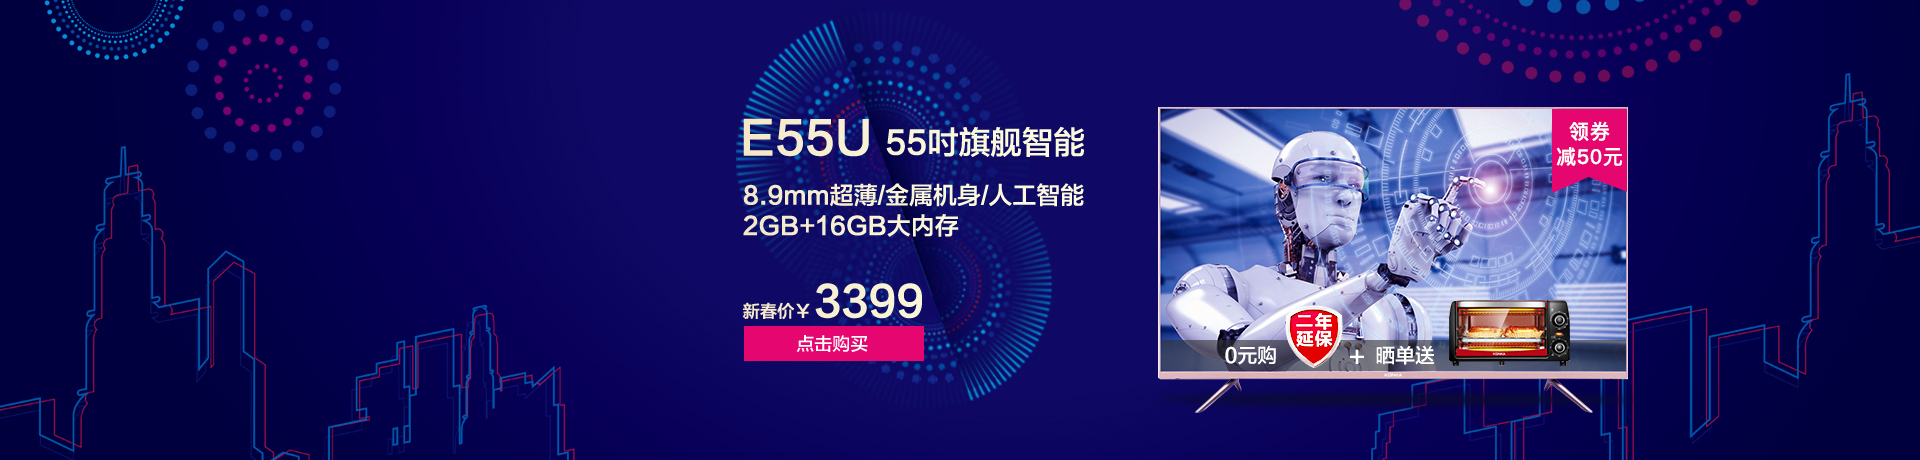 E55U 55吋旗舰智能
8.9mm超薄/金属机身/人工智能
2GB+16GB大内存
新春价￥3399
点击购买
领券
减50元
0元购
二年
延保
+ 晒单送
KONKA
KONKA